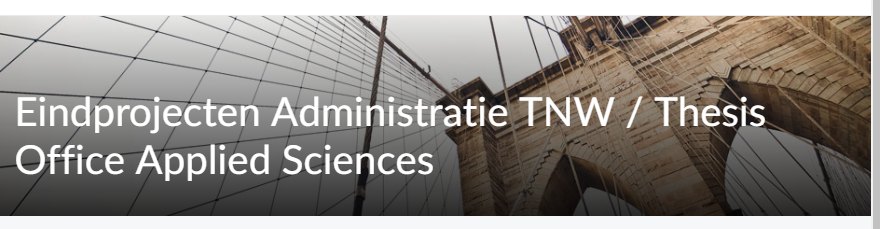 Eindprojecten Administratie TNW / Thesis
Office Applied Sciences